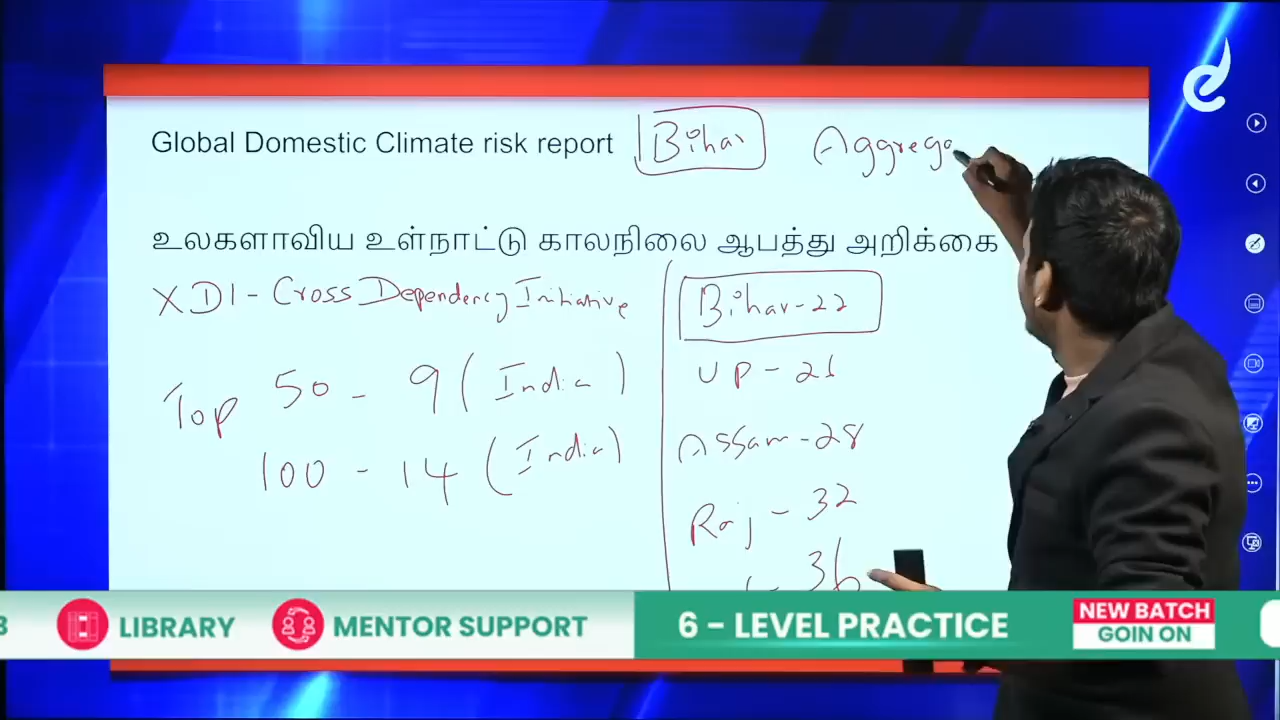 Global Domestic Climate risk report
Bihar
Aggrega
உலகளாவிய உள்நாட்டு காலநிலை ஆபத்து அறிக்கை
XDI - Cross Dependency Initiative
Top 50 - 9 (India)
100 - 14 (India)
Bihar - 22
UP - 21
Assam - 28
Raj - 32
- 36
3
LIBRARY
MENTOR SUPPORT
6 - LEVEL PRACTICE
NEW BATCH
GOIN ON